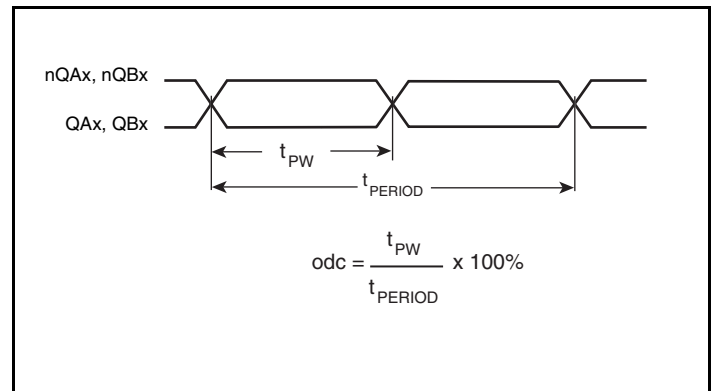 nQAx, nQBx
QAx, QBx
tPW
tPERIOD
odc = tPW / tPERIOD x 100%